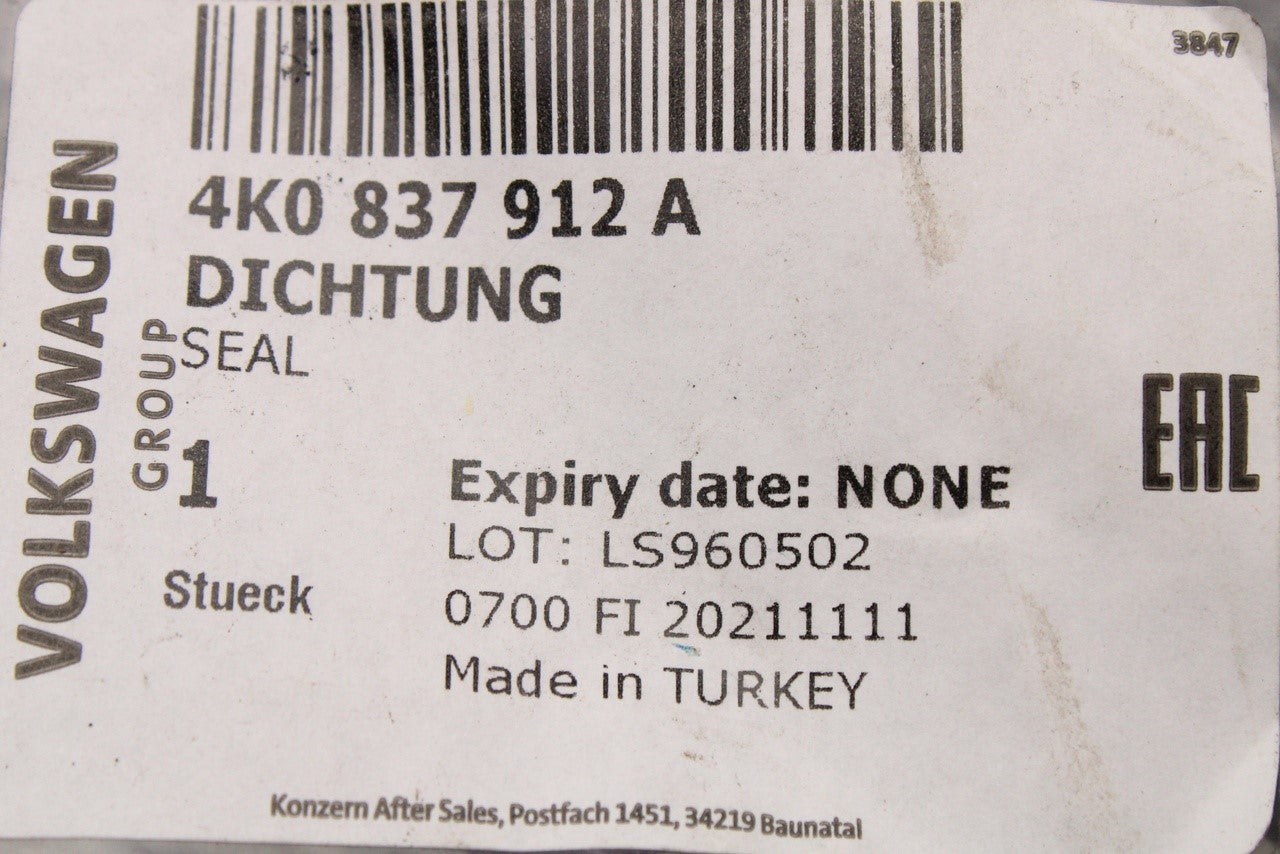 3847
4K0 837 912 A
DICHTUNG
SEAL
VOLKSWAGEN
GROUP
1
Stueck
Expiry date: NONE
LOT: LS960502
0700 FI 20211111
Made in TURKEY
EAC
Konzern After Sales, Postfach 1451, 34219 Baunatal